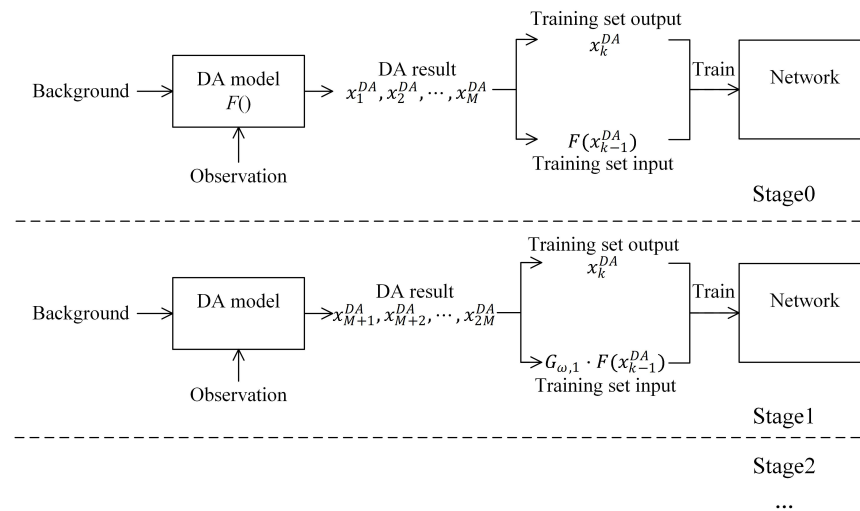 Training set output
x_k^{DA}
DA result
Train
Network
DA model
F()
Background
x_1^{DA}, x_2^{DA}, ⋯, x_M^{DA}
F(x_{k-1}^{DA})
Training set input
Observation
Stage0
Training set output
x_k^{DA}
DA result
Train
Network
DA model
Background
x_{M+1}^{DA}, x_{M+2}^{DA}, ⋯, x_{2M}^{DA}
G_{ω,1} · F(x_{k-1}^{DA})
Training set input
Observation
Stage1
Stage2
...